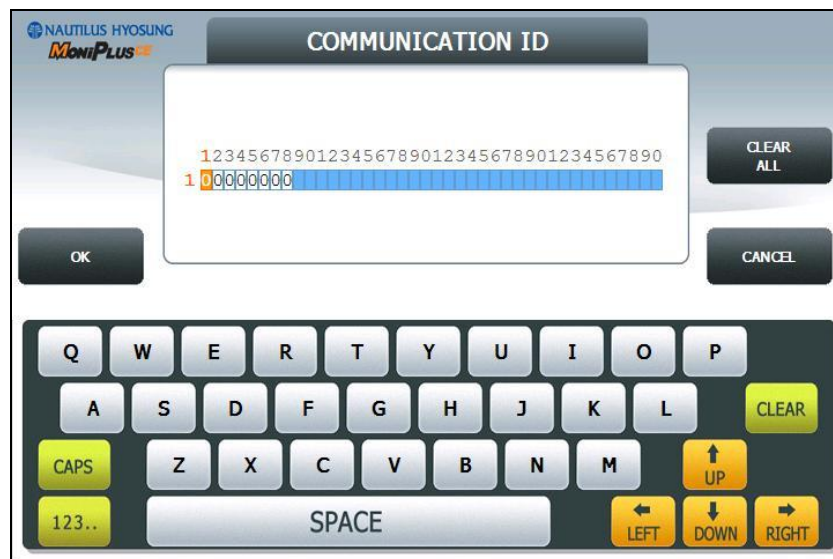 NAUTILUS HYOSUNG
MoniPlus CE
COMMUNICATION ID
1234567890123456789012345678901234567890
1 00000000
CLEAR
ALL
OK
CANCEL
Q W E R T Y U I O P
A S D F G H J K L CLEAR
CAPS Z X C V B N M UP
123.. SPACE LEFT DOWN RIGHT